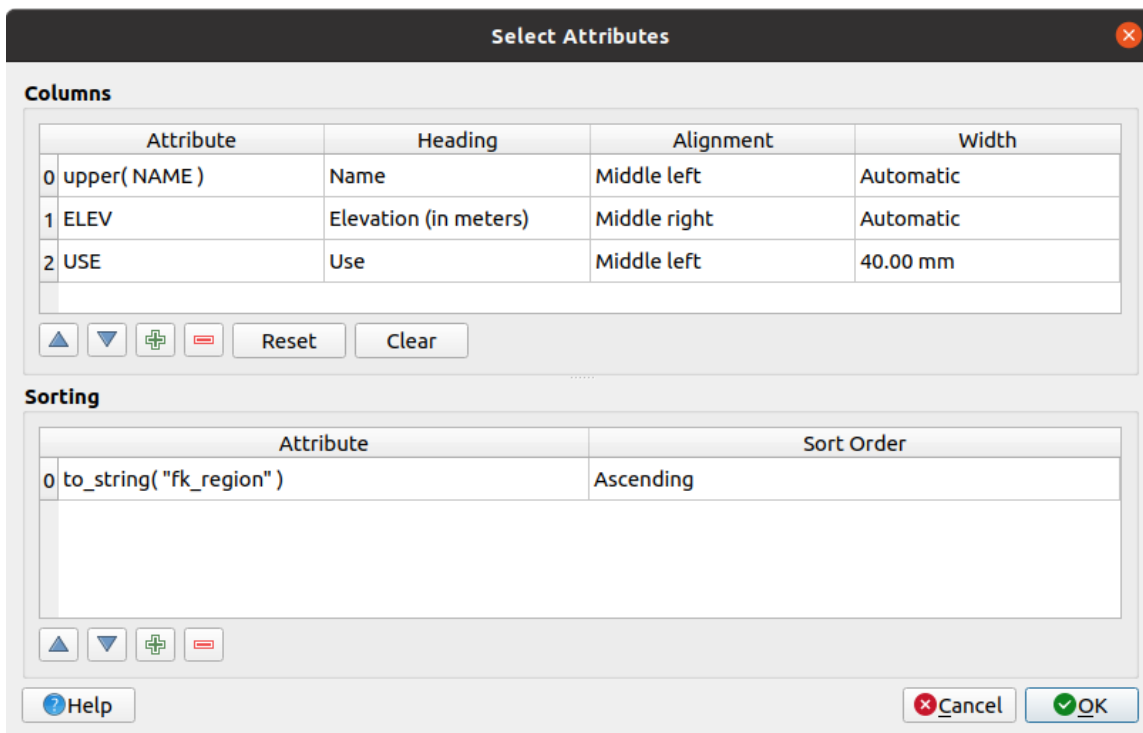 Select Attributes
Columns
Attribute Heading Alignment Width
0 upper( NAME ) Name Middle left Automatic
1 ELEV Elevation (in meters) Middle right Automatic
2 USE Use Middle left 40.00 mm
Reset Clear
Sorting
Attribute Sort Order
0 to_string( "fk_region" ) Ascending
Help Cancel OK